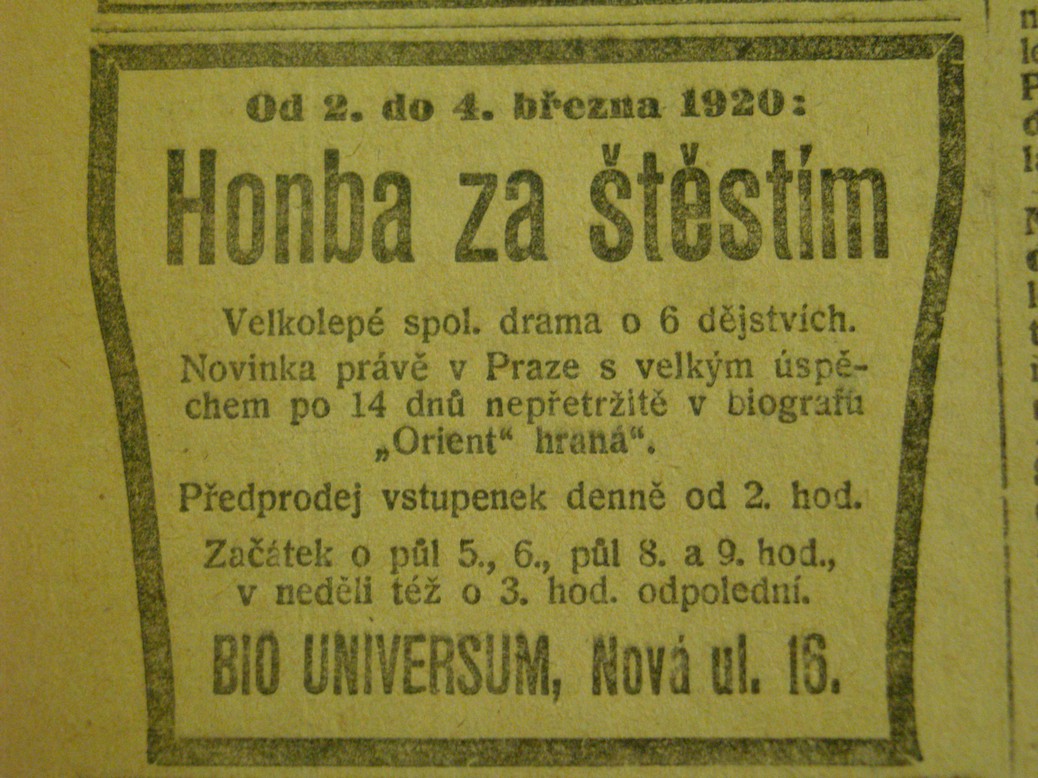 Od 2. do 4. března 1920:
Honba za štěstím
Velkolepé spol. drama o 6 dějstvích.
Novinka právě v Praze s velkým úspě-
chem po 14 dnů nepřetržitě v biografu
„Orient“ hraná“.
Předprodej vstupenek denně od 2. hod.
Začátek o půl 5., 6., půl 8. a 9. hod.,
v neděli též o 3. hod. odpolední.
BIO UNIVERSUM, Nová ul. 16.